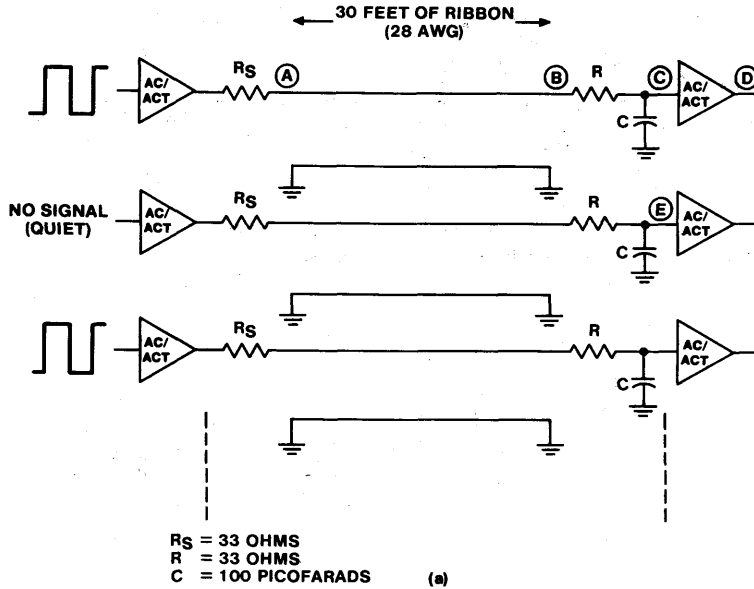 30 FEET OF RIBBON
(28 AWG)
AC/
ACT
RS
A
B
R
C
AC/
ACT
D
C
NO SIGNAL
(QUIET)
AC/
ACT
RS
R
E
AC/
ACT
C
AC/
ACT
RS
R
AC/
ACT
C
RS = 33 OHMS
R = 33 OHMS
C = 100 PICOFARADS
(a)